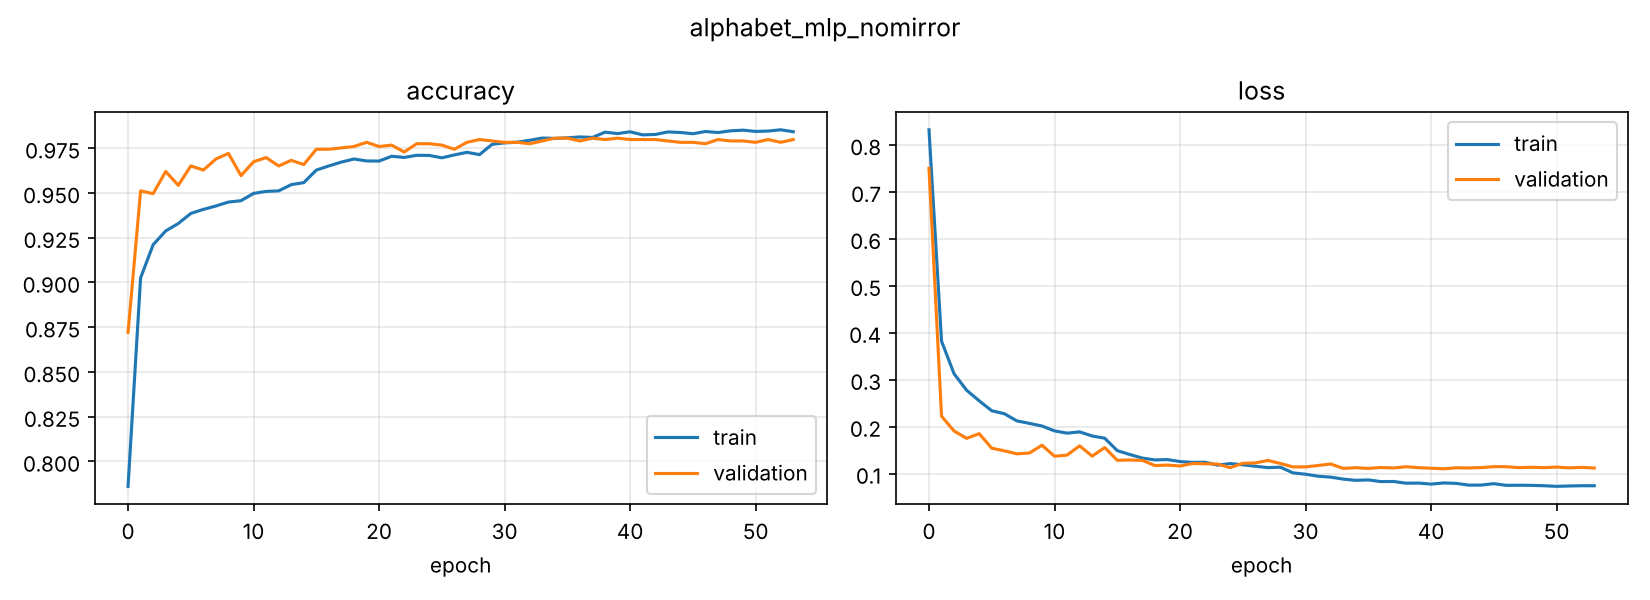 alphabet_mlp_nomirror
accuracy
0.975
0.950
0.925
0.900
0.875
0.850
0.825
0.800
train
validation
0 10 20 30 40 50
epoch
loss
0.8
0.7
0.6
0.5
0.4
0.3
0.2
0.1
train
validation
0 10 20 30 40 50
epoch